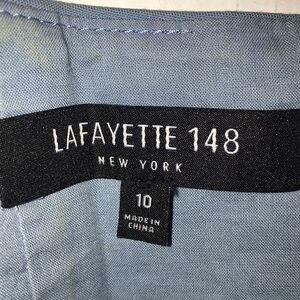 LAFAYETTE 148
NEW YORK
10
MADE IN
CHINA